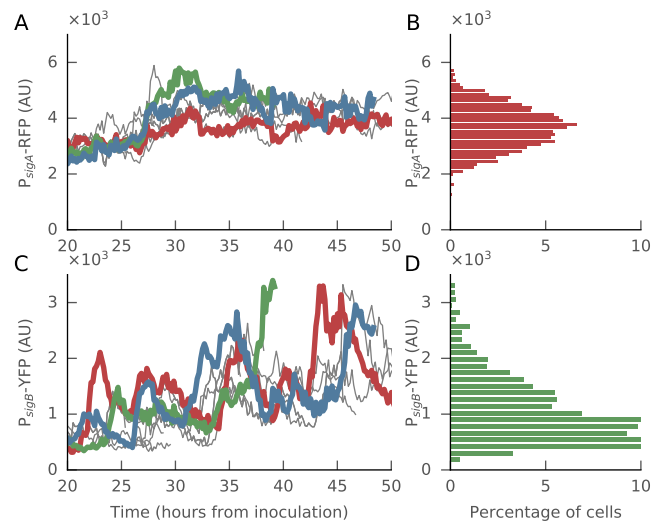 A
×10³
6
4
2
0
P_sigA-RFP (AU)
20 25 30 35 40 45 50
B
×10³
6
4
2
0
P_sigA-RFP (AU)
0 5 10
C
×10³
3
2
1
0
P_sigB-YFP (AU)
20 25 30 35 40 45 50
Time (hours from inoculation)
D
×10³
3
2
1
0
P_sigB-YFP (AU)
0 5 10
Percentage of cells